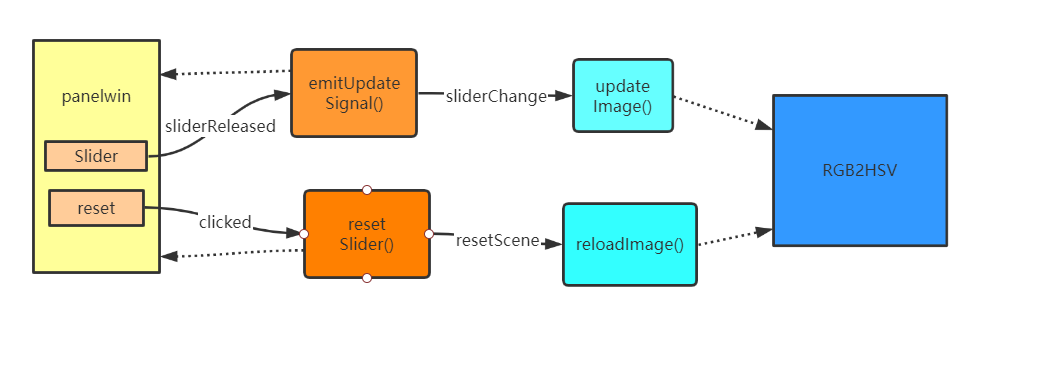 panelwin
Slider
reset
sliderReleased
clicked
emitUpdate
Signal()
reset
Slider()
sliderChange
resetScene
update
Image()
reloadImage()
RGB2HSV